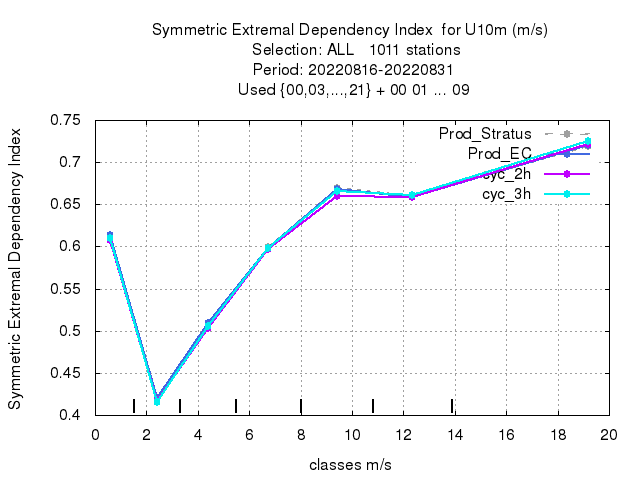 Symmetric Extremal Dependency Index  for U10m (m/s)
Selection: ALL   1011 stations
Period: 20220816-20220831
Used {00,03,...,21} + 00 01 ... 09
Symmetric Extremal Dependency Index
0.75
0.7
0.65
0.6
0.55
0.5
0.45
0.4
Prod_Stratus
Prod_EC
cyc_2h
cyc_3h
0 2 4 6 8 10 12 14 16 18 20
classes m/s